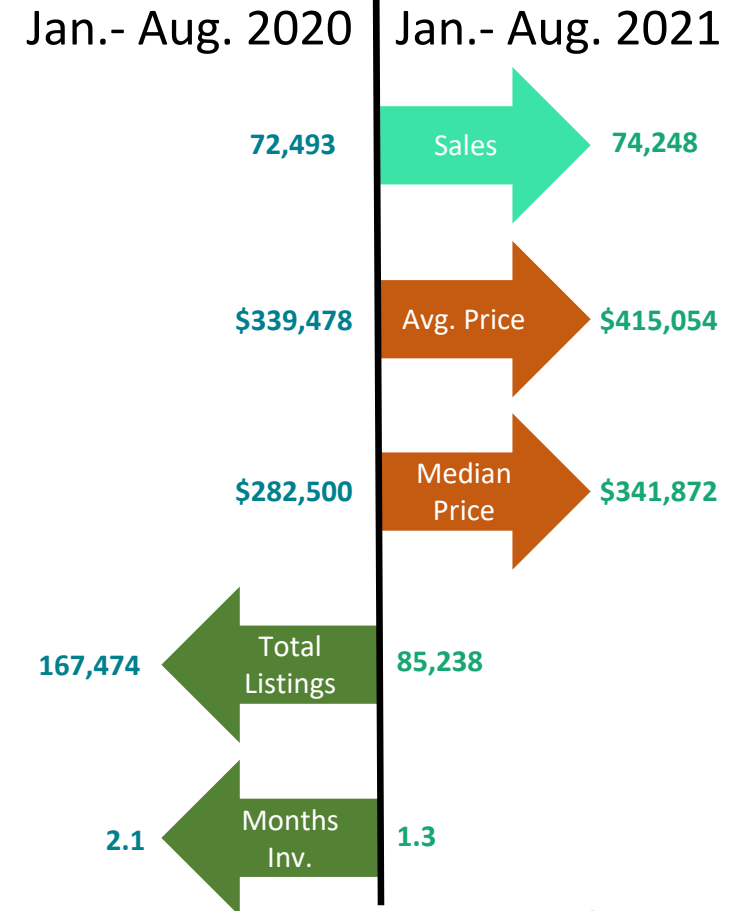 Jan.- Aug. 2020
Jan.- Aug. 2021
72,493
Sales
74,248
$339,478
Avg. Price
$415,054
$282,500
Median
Price
$341,872
167,474
Total
Listings
85,238
2.1
Months
Inv.
1.3